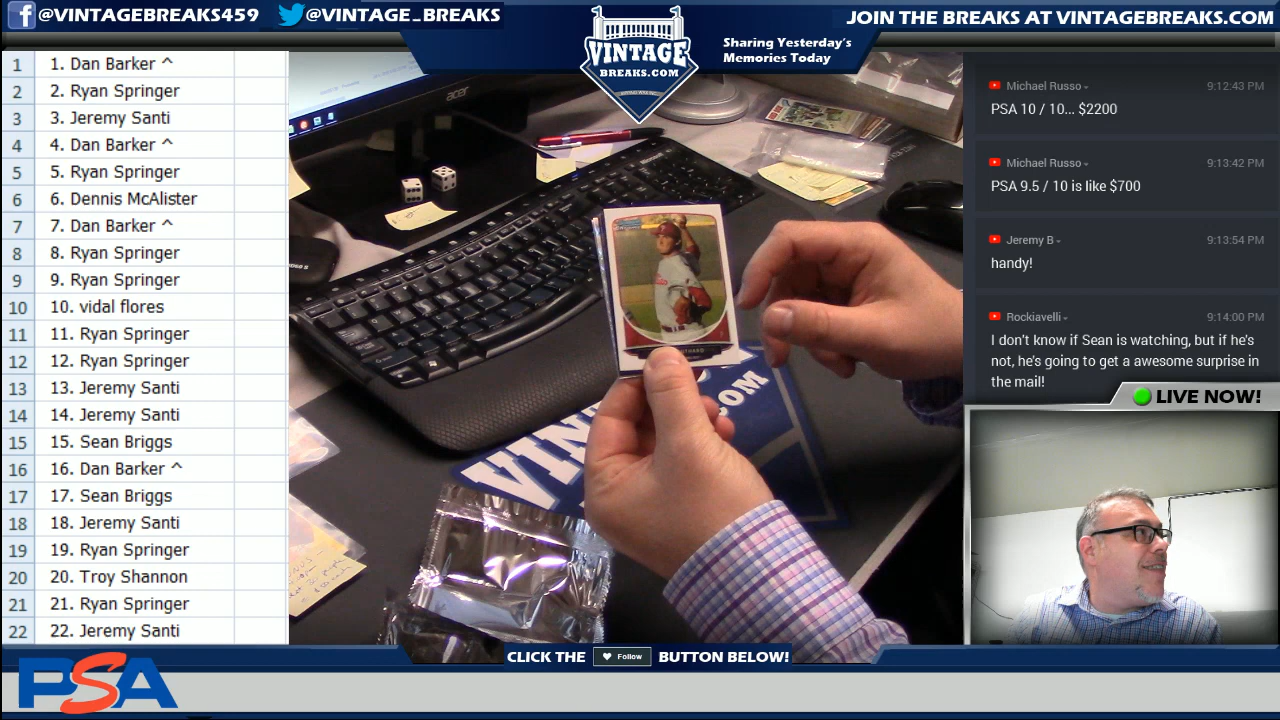 @VINTAGEBREAKS459
@VINTAGE_BREAKS
VINTAGE
BREAKS.COM
Sharing Yesterday's
Memories Today
JOIN THE BREAKS AT VINTAGEBREAKS.COM
1 1. Dan Barker ^
2 2. Ryan Springer
3 3. Jeremy Santi
4 4. Dan Barker ^
5 5. Ryan Springer
6 6. Dennis McAlister
7 7. Dan Barker ^
8 8. Ryan Springer
9 9. Ryan Springer
10 10. vidal flores
11 11. Ryan Springer
12 12. Ryan Springer
13 13. Jeremy Santi
14 14. Jeremy Santi
15 15. Sean Briggs
16 16. Dan Barker ^
17 17. Sean Briggs
18 18. Jeremy Santi
19 19. Ryan Springer
20 20. Troy Shannon
21 21. Ryan Springer
22 22. Jeremy Santi
acer
VIN
.COM
Michael Russo 9:12:43 PM
PSA 10 / 10... $2200
Michael Russo 9:13:42 PM
PSA 9.5 / 10 is like $700
Jeremy B 9:13:54 PM
handy!
Rockiavelli 9:14:00 PM
I don't know if Sean is watching, but if he's
not, he's going to get a awesome surprise in
the mail!
LIVE NOW!
CLICK THE Follow BUTTON BELOW!
PSA